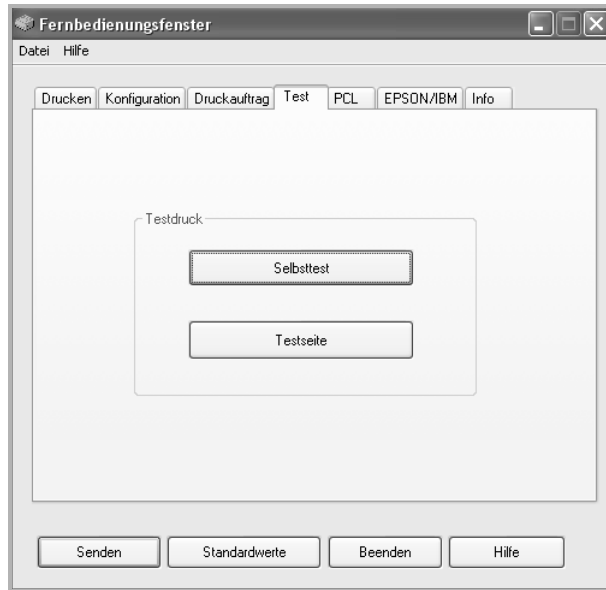 Fernbedienungsfenster
Datei Hilfe
Drucken Konfiguration Druckauftrag Test PCL EPSON/IBM Info
Testdruck
Selbsttest
Testseite
Senden Standardwerte Beenden Hilfe